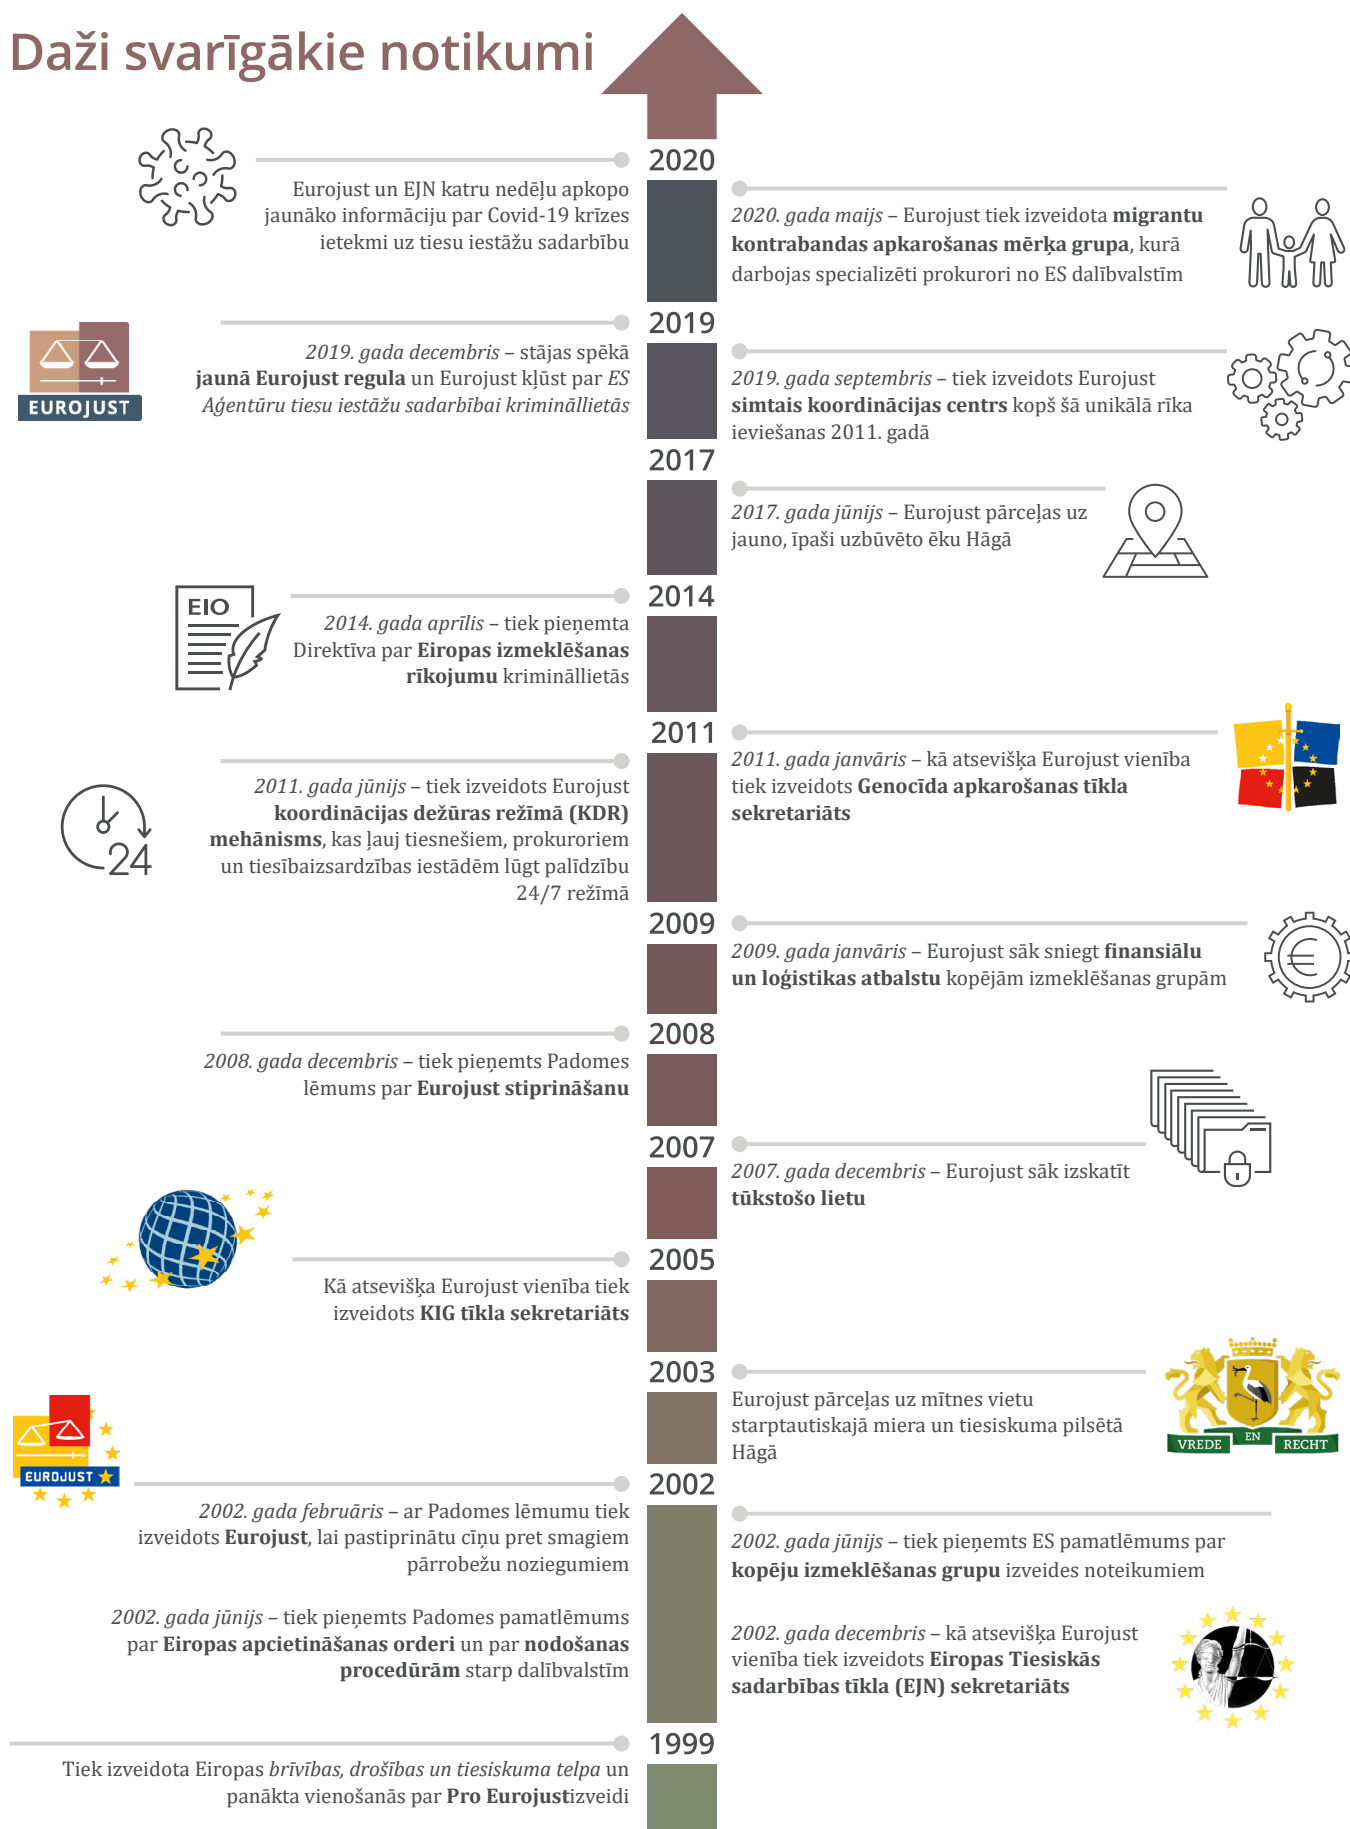 Daži svarīgākie notikumi
2020
Eurojust un EJN katru nedēļu apkopo
jaunāko informāciju par Covid-19 krīzes
ietekmi uz tiesu iestāžu sadarbību
2020. gada maijs – Eurojust tiek izveidota migrantu
kontrabandas apkarošanas mērķa grupa, kurā
darbojas specializēti prokurori no ES dalībvalstīm
2019
EUROJUST
2019. gada decembris – stājas spēkā
jaunā Eurojust regula un Eurojust kļūst par ES
Aģentūru tiesu iestāžu sadarbībai krimināllietās
2019. gada septembris – tiek izveidots Eurojust
simtais koordinācijas centrs kopš šā unikālā rīka
ieviešanas 2011. gadā
2017
2017. gada jūnijs – Eurojust pārceļas uz
jauno, īpaši uzbūvēto ēku Hāgā
2014
EIO
2014. gada aprīlis – tiek pieņemta
Direktīva par Eiropas izmeklēšanas
rīkojumu krimināllietās
2011
2011. gada janvāris – kā atsevišķa Eurojust vienība
tiek izveidots Genocīda apkarošanas tīkla
sekretariāts
2011. gada jūnijs – tiek izveidots Eurojust
koordinācijas dežūras režīmā (KDR)
mehānisms, kas ļauj tiesnešiem, prokuroriem
un tiesībaizsardzības iestādēm lūgt palīdzību
24/7 režīmā
24
2009
2009. gada janvāris – Eurojust sāk sniegt finansiālu
un loģistikas atbalstu kopējām izmeklēšanas grupām
2008
2008. gada decembris – tiek pieņemts Padomes
lēmums par Eurojust stiprināšanu
2007
2007. gada decembris – Eurojust sāk izskatīt
tūkstošo lietu
2005
Kā atsevišķa Eurojust vienība tiek
izveidots KIG tīkla sekretariāts
2003
Eurojust pārceļas uz mītnes vietu
starptautiskajā miera un tiesiskuma pilsētā
Hāgā
VREDE EN RECHT
2002
EUROJUST
2002. gada februāris – ar Padomes lēmumu tiek
izveidots Eurojust, lai pastiprinātu cīņu pret smagiem
pārrobežu noziegumiem
2002. gada jūnijs – tiek pieņemts ES pamatlēmums par
kopēju izmeklēšanas grupu izveides noteikumiem
2002. gada jūnijs – tiek pieņemts Padomes pamatlēmums
par Eiropas apcietināšanas orderi un par nodošanas
procedūrām starp dalībvalstīm
2002. gada decembris – kā atsevišķa Eurojust
vienība tiek izveidots Eiropas Tiesiskās
sadarbības tīkla (EJN) sekretariāts
1999
Tiek izveidota Eiropas brīvības, drošības un tiesiskuma telpa un
panākta vienošanās par Pro Eurojustizveidi